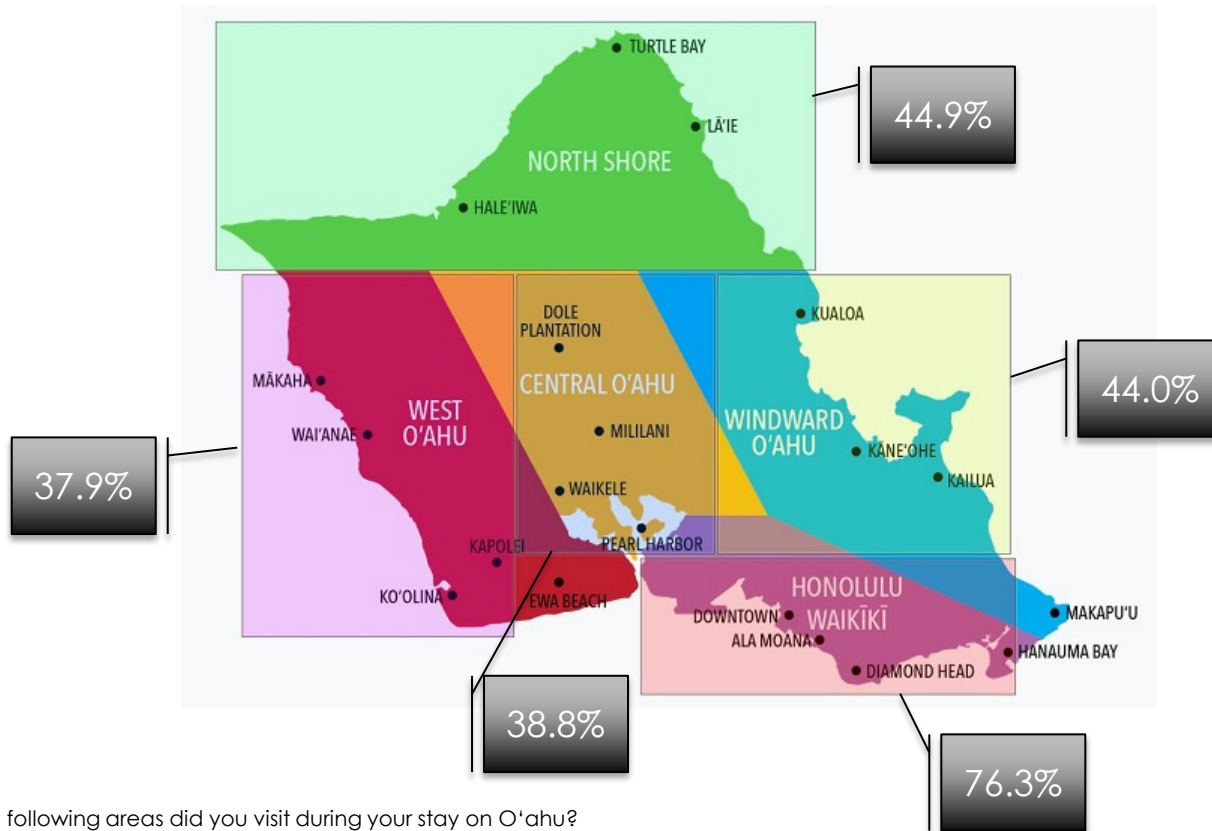 TURTLE BAY
44.9%
LĀ'IE
NORTH SHORE
HALE'IWA
KUALOA
DOLE
PLANTATION
MĀKAHA
CENTRAL O'AHU
44.0%
WEST
O'AHU
WINDWARD
O'AHU
WAI'ANAE
MILILANI
KĀNE'OHE
KAILUA
37.9%
WAIKELE
PEARL HARBOR
KAPOLEI
KO'OLINA
EWA BEACH
HONOLULU
WAIKĪKĪ
DOWNTOWN
ALA MOANA
MAKAPU'U
HANAUMA BAY
DIAMOND HEAD
38.8%
76.3%
following areas did you visit during your stay on O‘ahu?